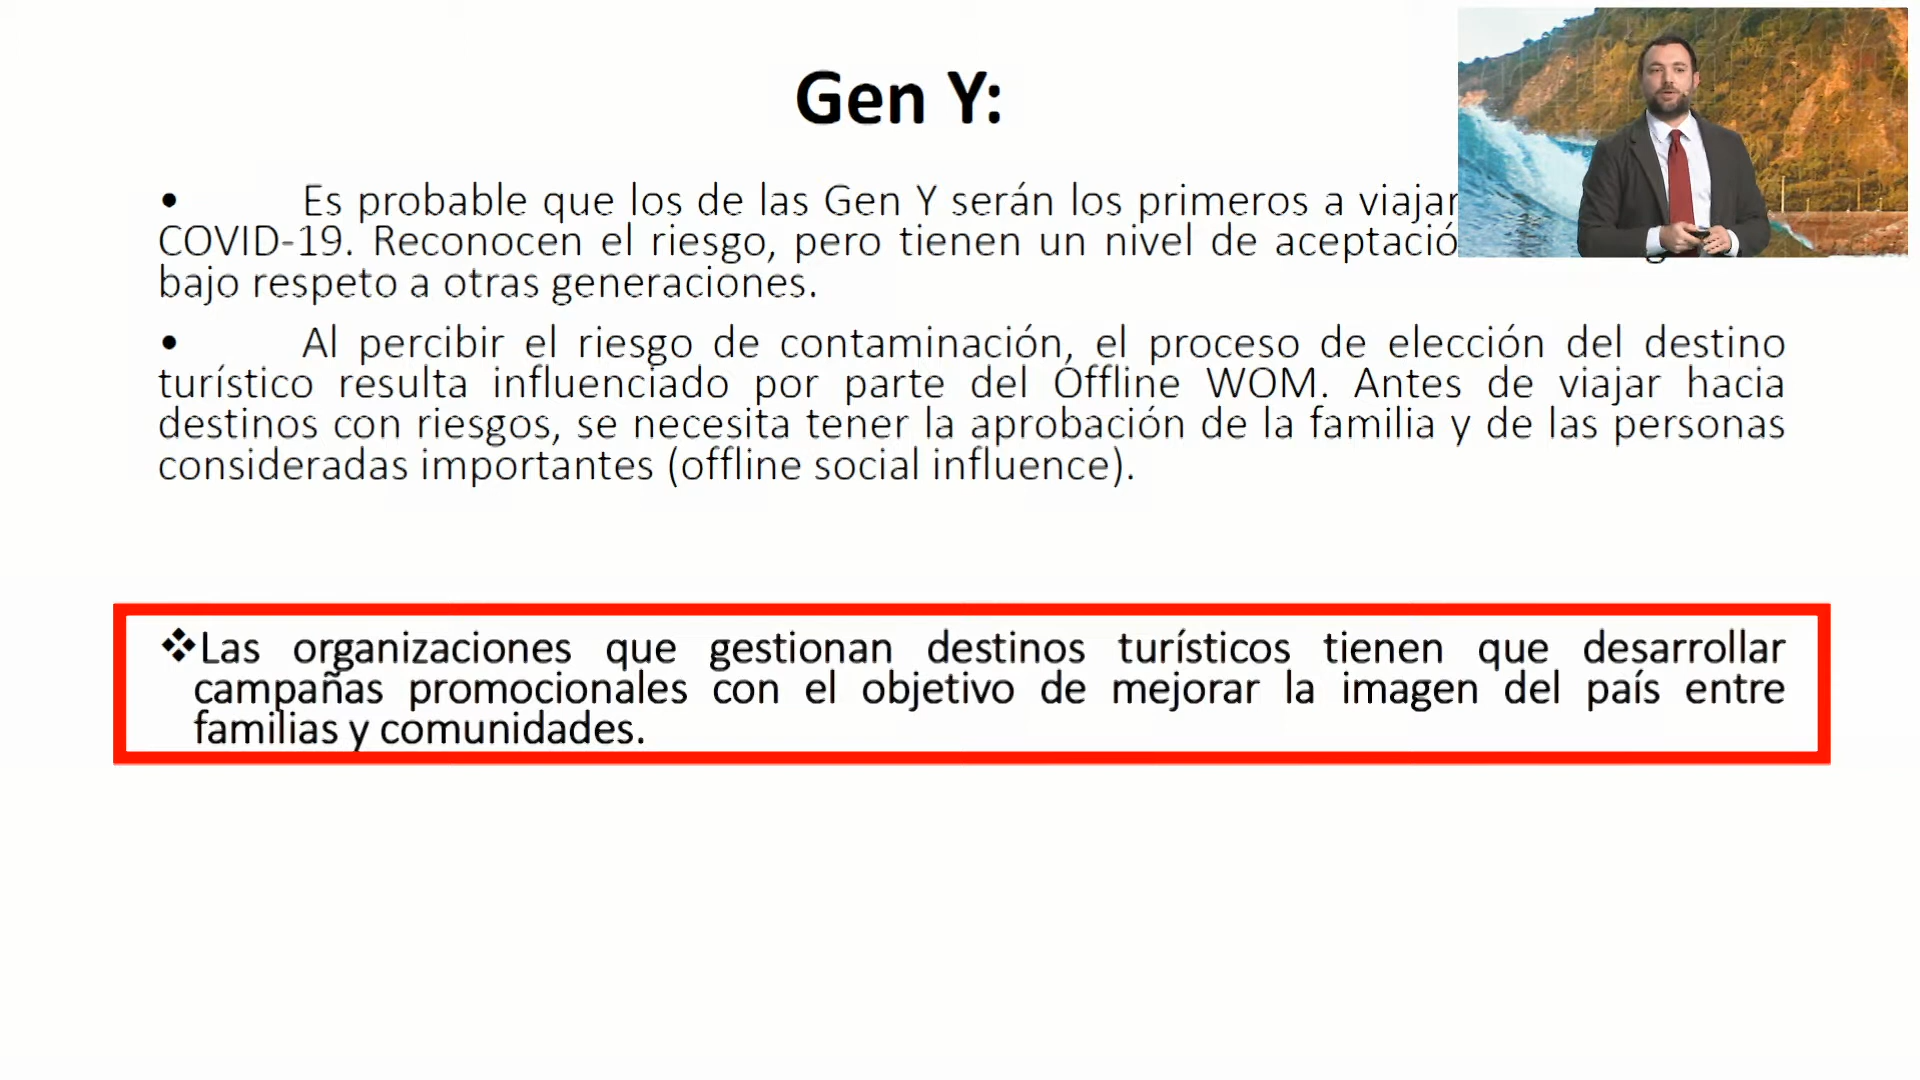 Gen Y:
• Es probable que los de las Gen Y serán los primeros a viajar
COVID-19. Reconocen el riesgo, pero tienen un nivel de
bajo respeto a otras generaciones.
• Al percibir el riesgo de contaminación, el proceso de elección del destino
turístico resulta influenciado por parte del Offline WOM. Antes de viajar hacia
destinos con riesgos, se necesita tener la aprobación de la familia y de las personas
consideradas importantes (offline social influence).
❖Las organizaciones que gestionan destinos turísticos tienen que desarrollar
campañas promocionales con el objetivo de mejorar la imagen del país entre
familias y comunidades.